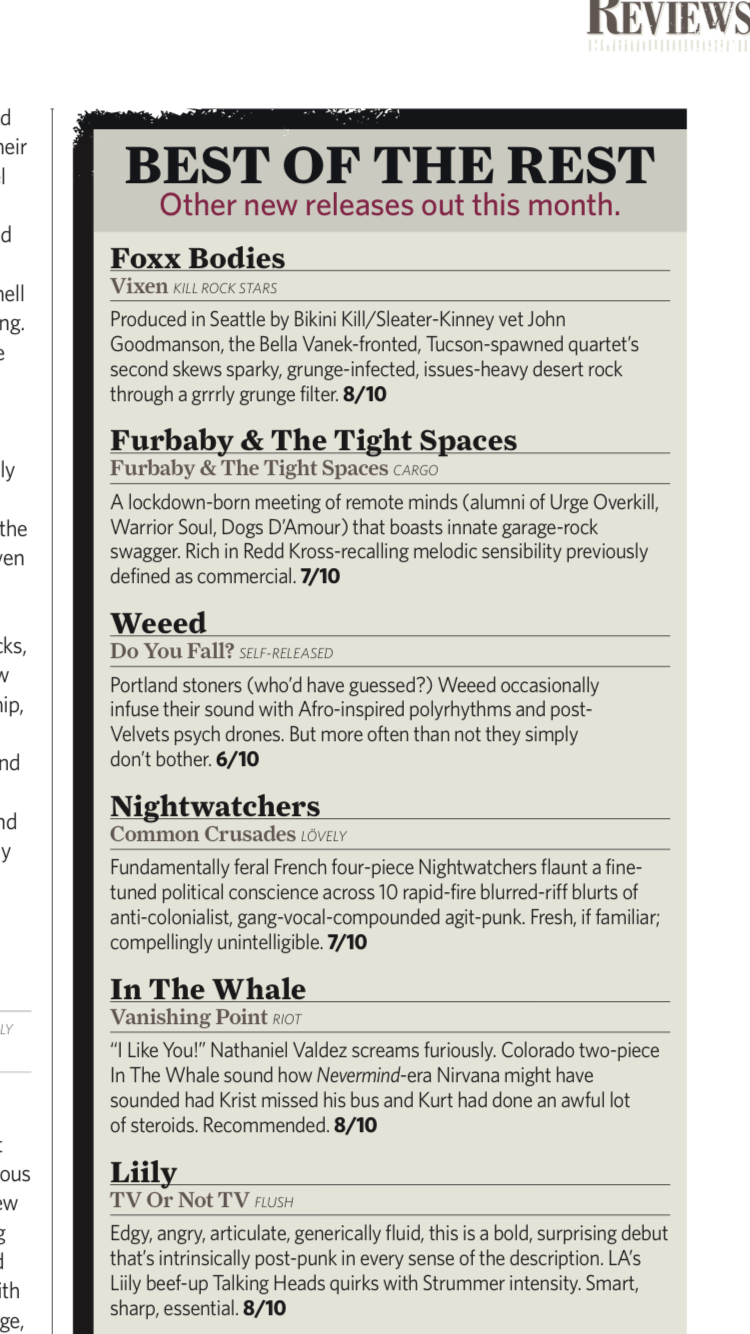 REVIEWS
d
heir
d
nell
ng.
e
ly
the
ven
cks,
w
nip,
nd
nd
y
LY
ous
ew
g
d
ith
ge,
BEST OF THE REST
Other new releases out this month.
Foxx Bodies
Vixen KILL ROCK STARS
Produced in Seattle by Bikini Kill/Sleater-Kinney vet John
Goodmanson, the Bella Vanek-fronted, Tucson-spawned quartet’s
second skews sparky, grunge-infected, issues-heavy desert rock
through a grrrly grunge filter. 8/10
Furbaby & The Tight Spaces
Furbaby & The Tight Spaces CARGO
A lockdown-born meeting of remote minds (alumni of Urge Overkill,
Warrior Soul, Dogs D’Amour) that boasts innate garage-rock
swagger. Rich in Redd Kross-recalling melodic sensibility previously
defined as commercial. 7/10
Weeed
Do You Fall? SELF-RELEASED
Portland stoners (who’d have guessed?) Weeed occasionally
infuse their sound with Afro-inspired polyrhythms and post-
Velvets psych drones. But more often than not they simply
don’t bother. 6/10
Nightwatchers
Common Crusades LÖVELY
Fundamentally feral French four-piece Nightwatchers flaunt a fine-
tuned political conscience across 10 rapid-fire blurred-riff blurts of
anti-colonialist, gang-vocal-compounded agit-punk. Fresh, if familiar;
compellingly unintelligible. 7/10
In The Whale
Vanishing Point RIOT
“I Like You!” Nathaniel Valdez screams furiously. Colorado two-piece
In The Whale sound how Nevermind-era Nirvana might have
sounded had Krist missed his bus and Kurt had done an awful lot
of steroids. Recommended. 8/10
Liily
TV Or Not TV FLUSH
Edgy, angry, articulate, generically fluid, this is a bold, surprising debut
that’s intrinsically post-punk in every sense of the description. LA’s
Liily beef-up Talking Heads quirks with Strummer intensity. Smart,
sharp, essential. 8/10